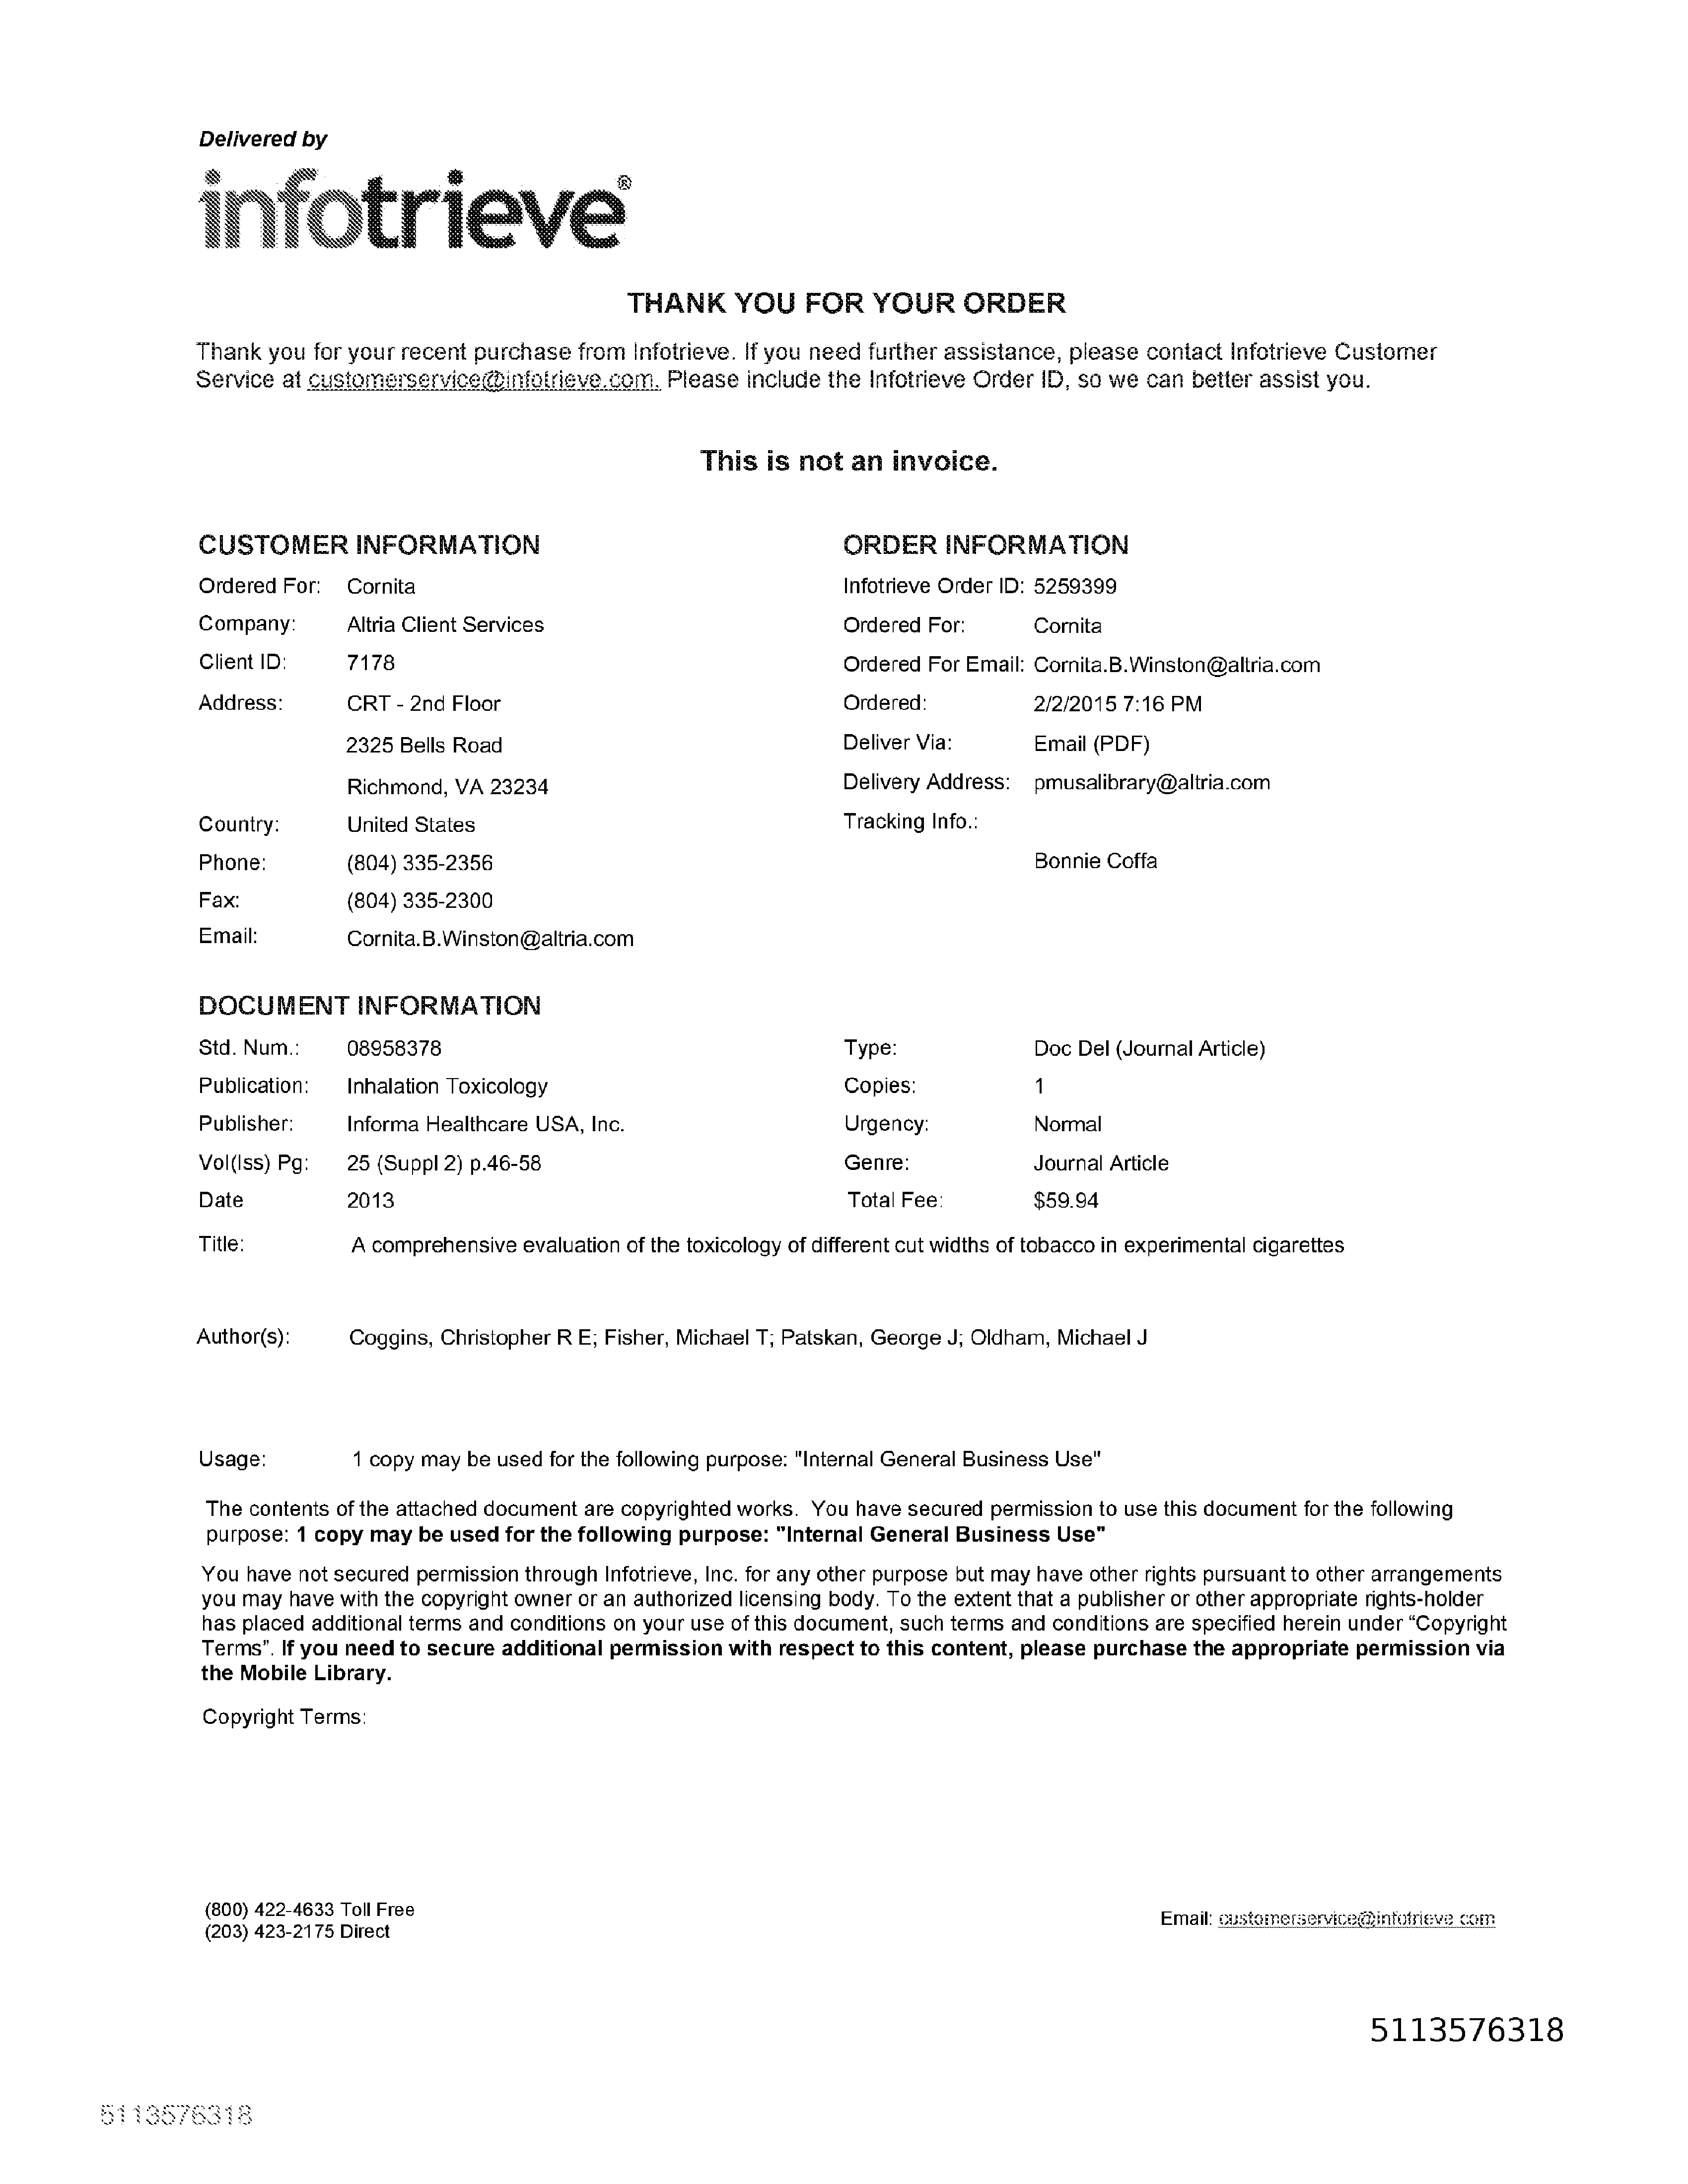 Delivered by
infotrieve®
THANK YOU FOR YOUR ORDER
Thank you for your recent purchase from Infotrieve. If you need further assistance, please contact Infotrieve Customer
Service at customerservice@infotrieve.com. Please include the Infotrieve Order ID, so we can better assist you.
This is not an invoice.
CUSTOMER INFORMATION
Ordered For: Cornita
Company: Altria Client Services
Client ID: 7178
Address: CRT - 2nd Floor
2325 Bells Road
Richmond, VA 23234
Country: United States
Phone: (804) 335-2356
Fax: (804) 335-2300
Email: Cornita.B.Winston@altria.com
ORDER INFORMATION
Infotrieve Order ID: 5259399
Ordered For: Cornita
Ordered For Email: Cornita.B.Winston@altria.com
Ordered: 2/2/2015 7:16 PM
Deliver Via: Email (PDF)
Delivery Address: pmusalibrary@altria.com
Tracking Info.:
Bonnie Coffa
DOCUMENT INFORMATION
Std. Num.: 08958378
Publication: Inhalation Toxicology
Publisher: Informa Healthcare USA, Inc.
Vol(Iss) Pg: 25 (Suppl 2) p.46-58
Date 2013
Type: Doc Del (Journal Article)
Copies: 1
Urgency: Normal
Genre: Journal Article
Total Fee: $59.94
Title: A comprehensive evaluation of the toxicology of different cut widths of tobacco in experimental cigarettes
Author(s): Coggins, Christopher R E; Fisher, Michael T; Patskan, George J; Oldham, Michael J
Usage: 1 copy may be used for the following purpose: "Internal General Business Use"
The contents of the attached document are copyrighted works. You have secured permission to use this document for the following
purpose: 1 copy may be used for the following purpose: "Internal General Business Use"
You have not secured permission through Infotrieve, Inc. for any other purpose but may have other rights pursuant to other arrangements
you may have with the copyright owner or an authorized licensing body. To the extent that a publisher or other appropriate rights-holder
has placed additional terms and conditions on your use of this document, such terms and conditions are specified herein under “Copyright
Terms”. If you need to secure additional permission with respect to this content, please purchase the appropriate permission via
the Mobile Library.
Copyright Terms:
(800) 422-4633 Toll Free
(203) 423-2175 Direct
Email: customerservice@infotrieve.com
5113576318
5113576318